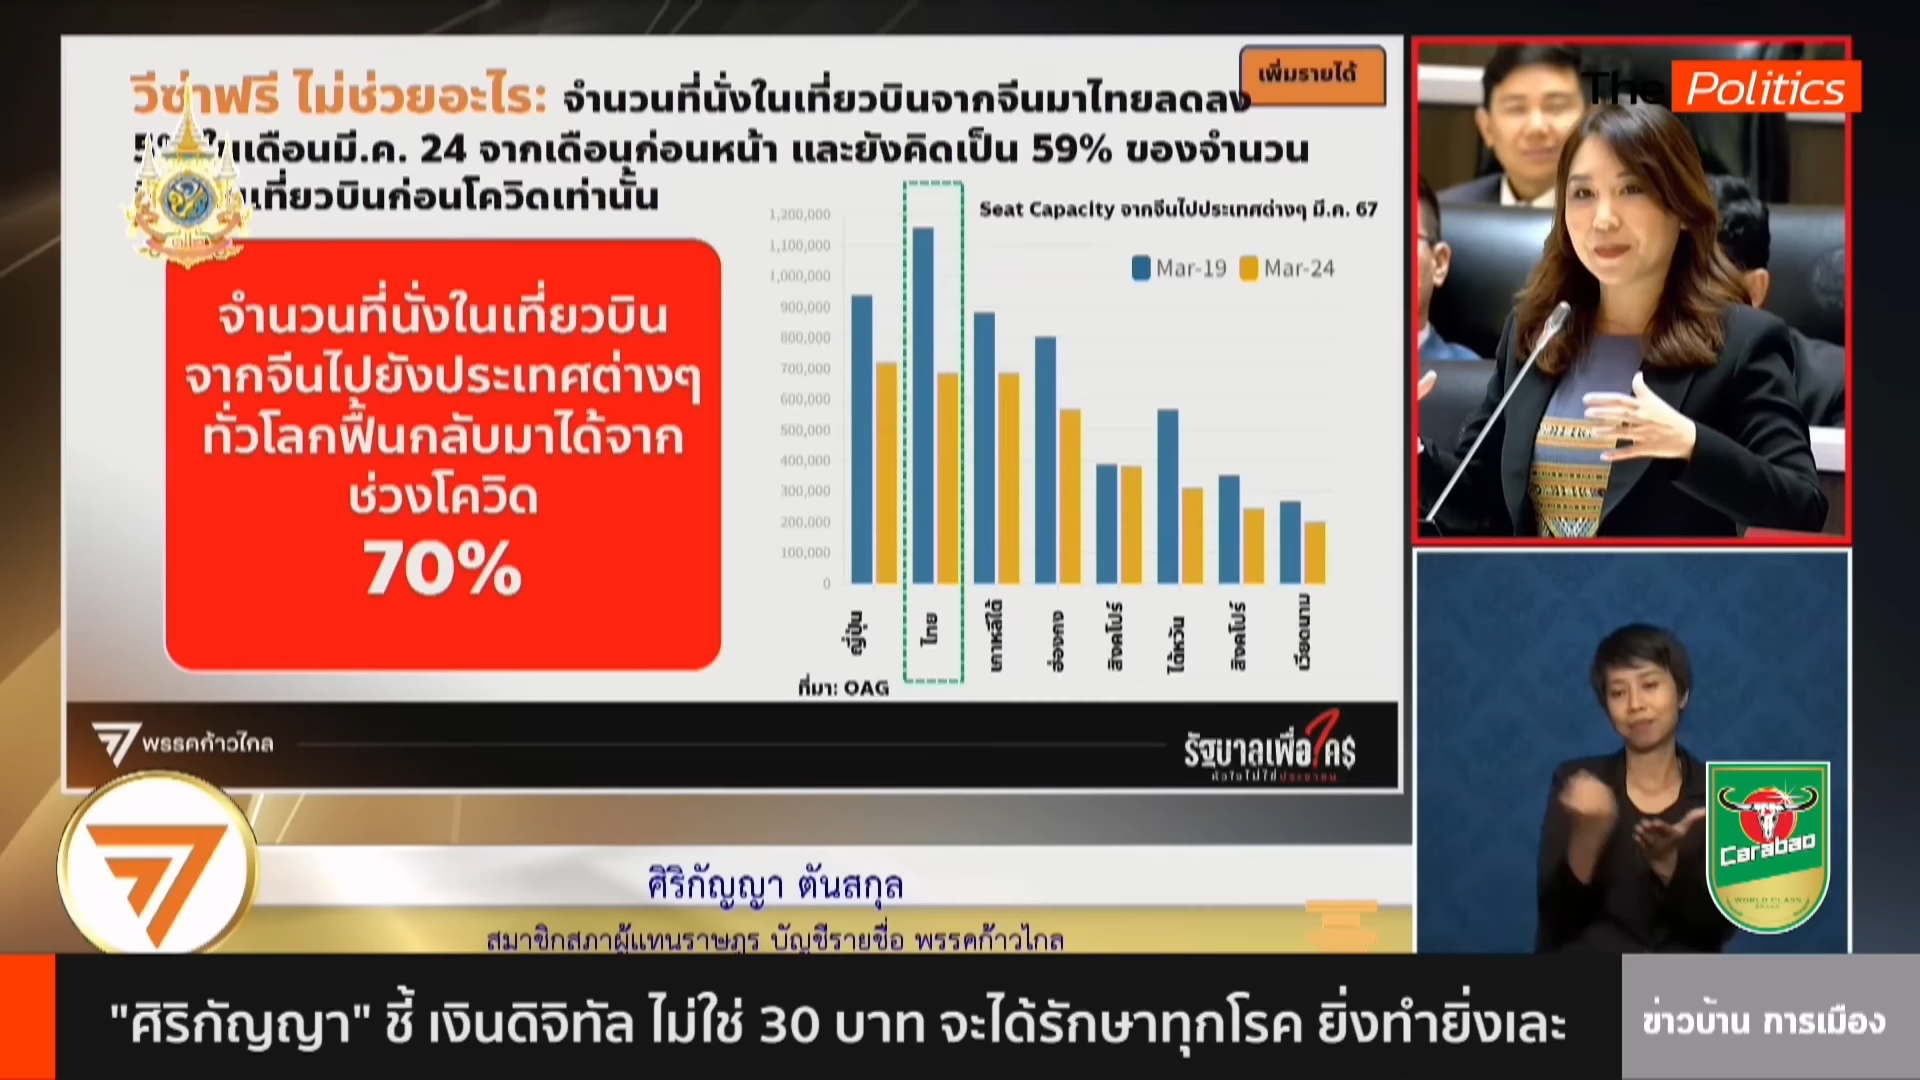 The Politics
เพิ่มรายได้
วีซ่าฟรี ไม่ช่วยอะไร: จำนวนที่นั่งในเที่ยวบินจากจีนมาไทยลดลง
ในเดือนมี.ค. 24 จากเดือนก่อนหน้า และยังคิดเป็น 59% ของจำนวน
เที่ยวบินก่อนโควิดเท่านั้น
จำนวนที่นั่งในเที่ยวบิน
จากจีนไปยังประเทศต่างๆ
ทั่วโลกฟื้นกลับมาได้จาก
ช่วงโควิด
70%
Seat Capacity จากจีนไปประเทศต่างๆ มี.ค. 67
Mar-19 Mar-24
1,200,000
1,100,000
1,000,000
900,000
800,000
700,000
600,000
500,000
400,000
300,000
200,000
100,000
0
ญี่ปุ่น ไทย เกาหลีใต้ ฮ่องกง สิงคโปร์ ไต้หวัน สิงคโปร์ เวียดนาม
ที่มา: OAG
พรรคก้าวไกล
รัฐบาลเพื่อใคร$
หัวใจไม่ใช่ประชาชน
Carabao
WORLD CLASS
BRAND
ศิริกัญญา ตันสกุล
สมาชิกสภาผู้แทนราษฎร บัญชีรายชื่อ พรรคก้าวไกล
"ศิริกัญญา" ชี้ เงินดิจิทัล ไม่ใช่ 30 บาท จะได้รักษาทุกโรค ยิ่งทำยิ่งเละ
ข่าวบ้าน การเมือง